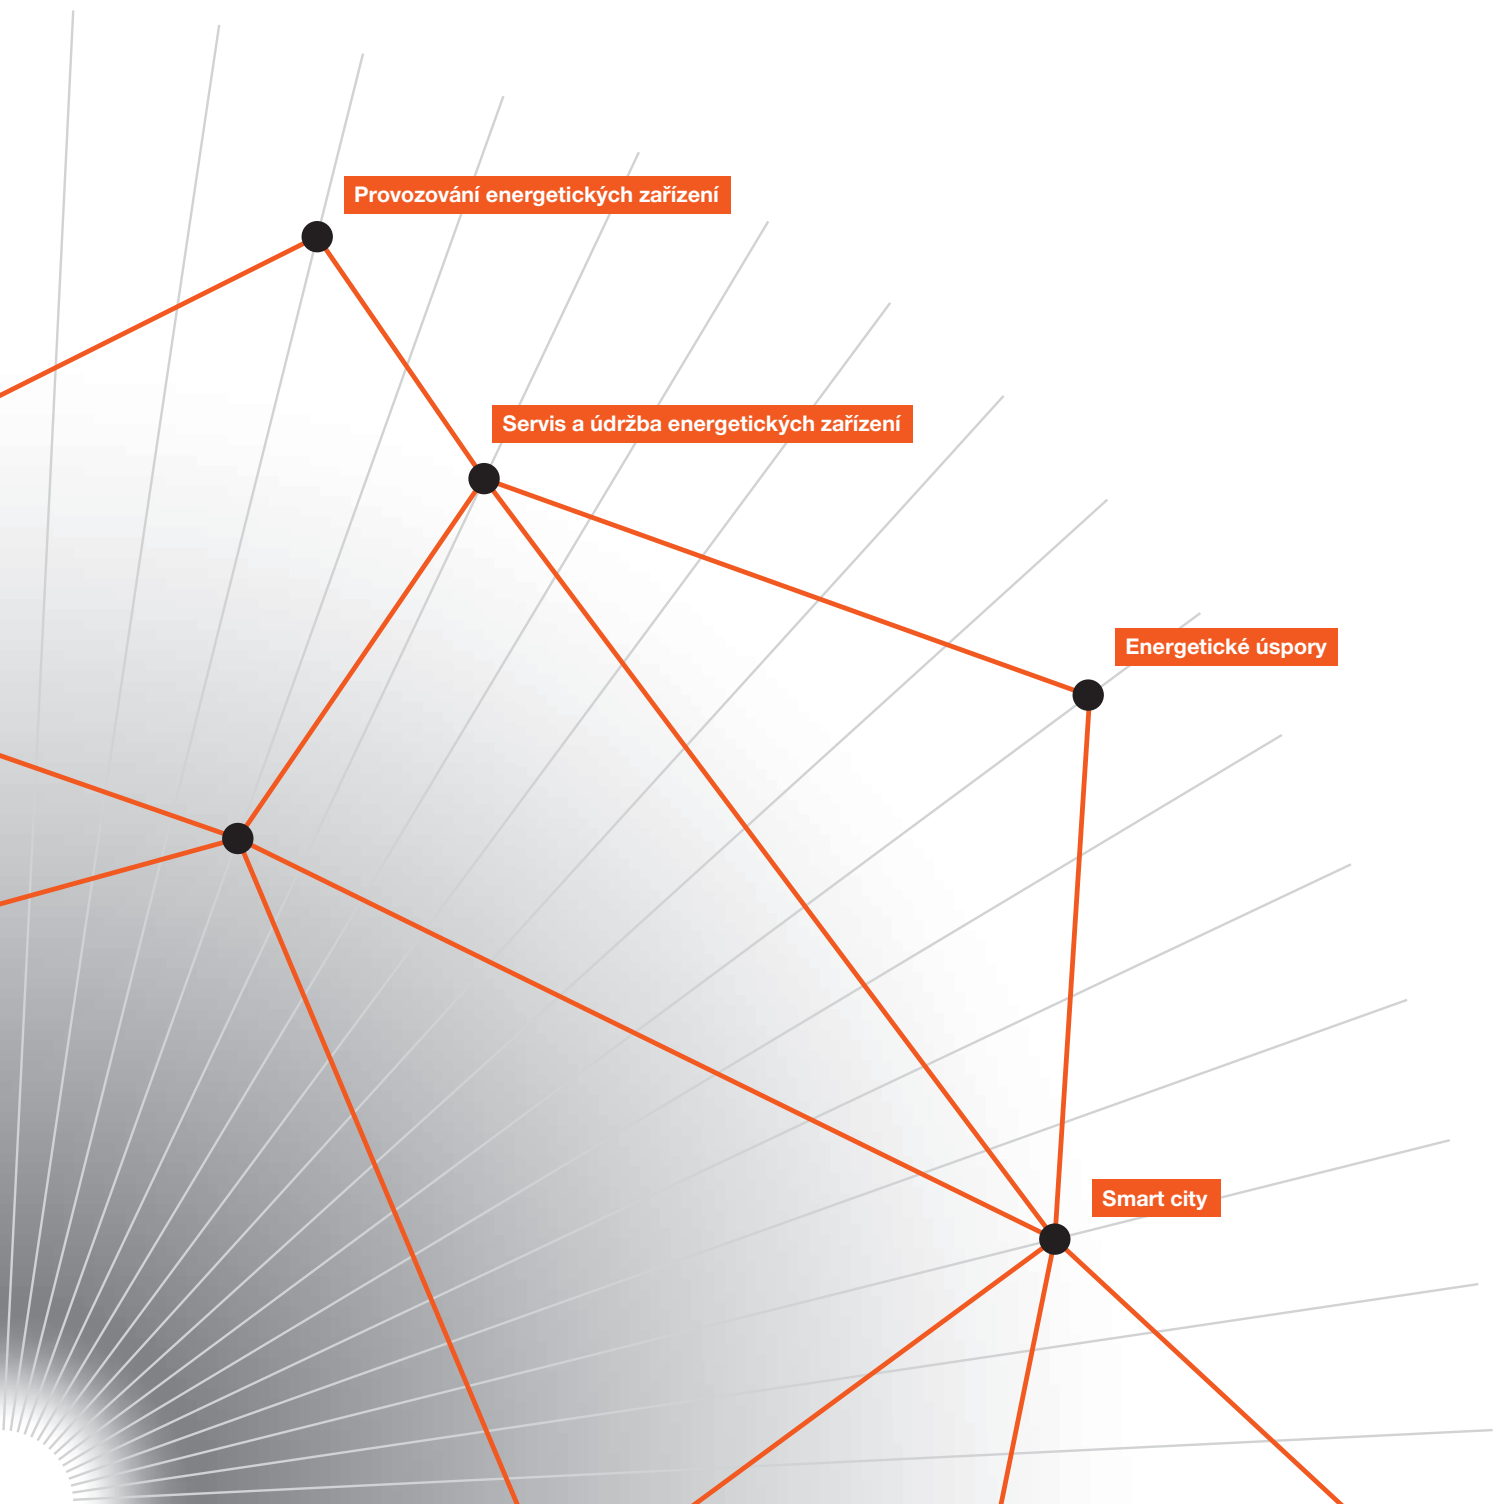 Provozování energetických zařízení
Servis a údržba energetických zařízení
Energetické úspory
Smart city